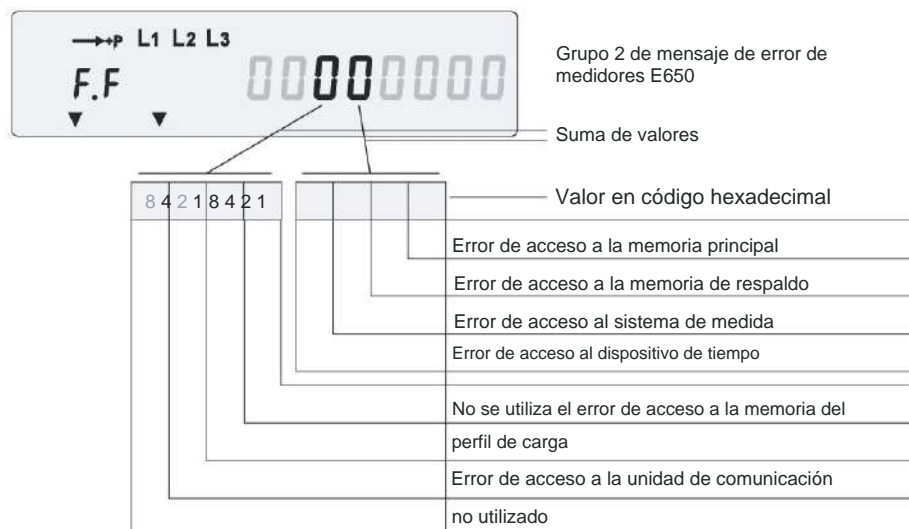 +P L1 L2 L3
F.F 00000000
Grupo 2 de mensaje de error de
medidores E650
Suma de valores
8 4 2 1 8 4 2 1
Valor en código hexadecimal
Error de acceso a la memoria principal
Error de acceso a la memoria de respaldo
Error de acceso al sistema de medida
Error de acceso al dispositivo de tiempo
No se utiliza el error de acceso a la memoria del
perfil de carga
Error de acceso a la unidad de comunicación
no utilizado